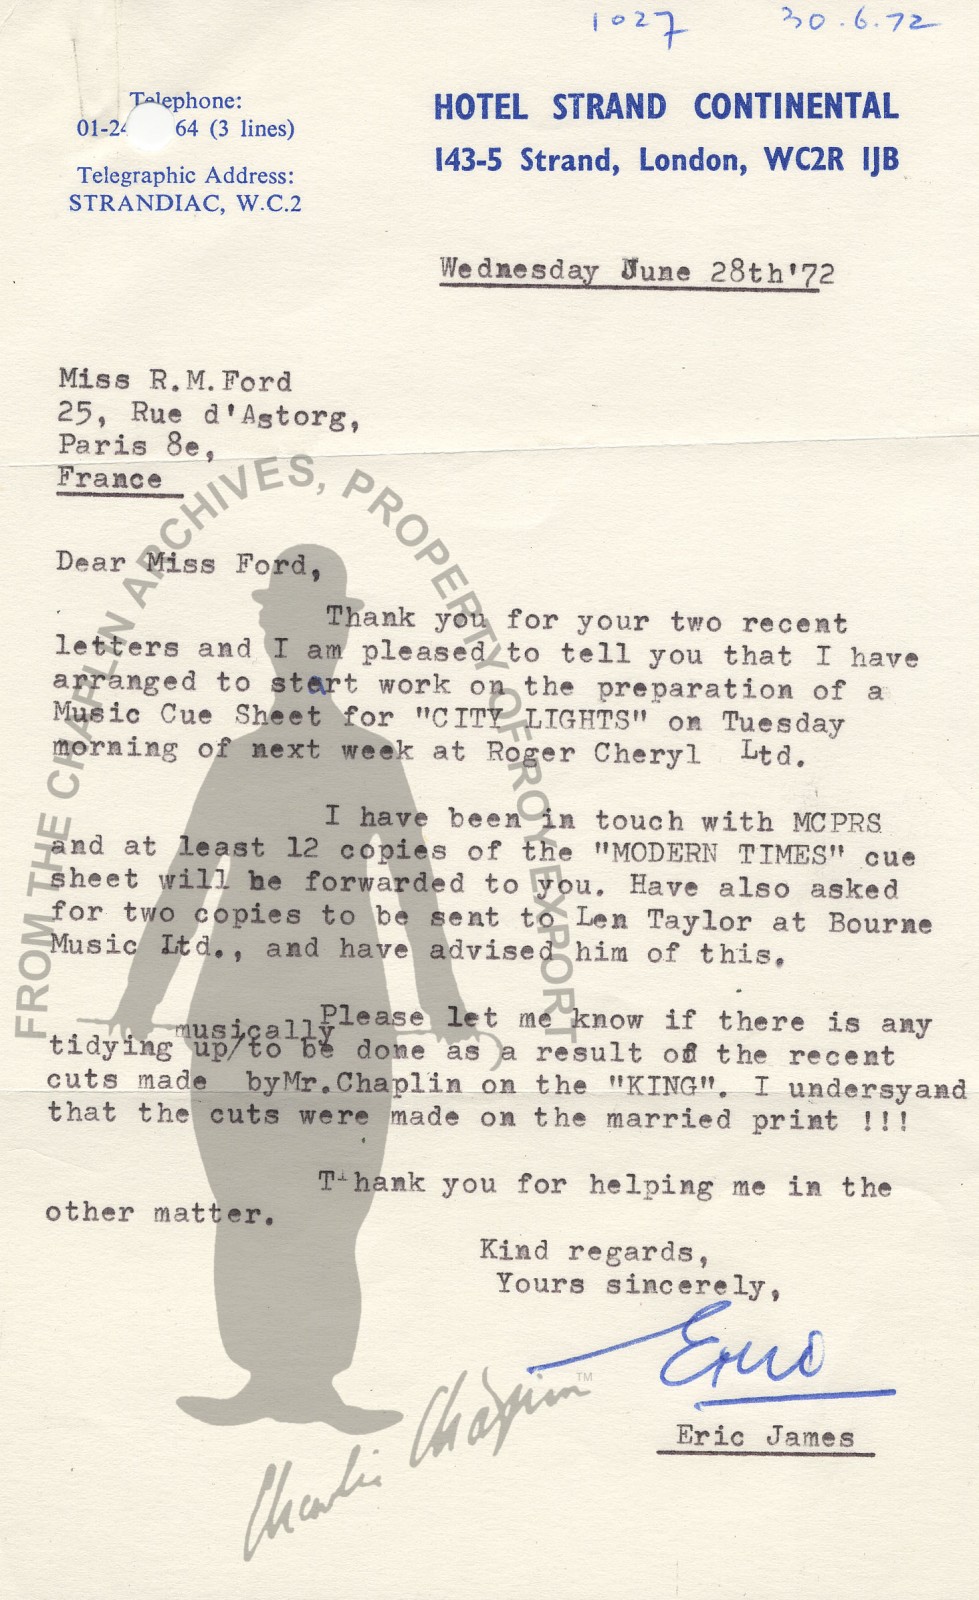 1027 30.6.72
Telephone:
01-24 64 (3 lines)
Telegraphic Address:
STRANDIAC, W.C.2
HOTEL STRAND CONTINENTAL
143-5 Strand, London, WC2R 1JB
Wednesday June 28th'72
Miss R.M.Ford
25, Rue d'Astorg,
Paris 8e,
France
Dear Miss Ford,
Thank you for your two recent
letters and I am pleased to tell you that I have
arranged to start work on the preparation of a
Music Cue Sheet for "CITY LIGHTS" on Tuesday
morning of next week at Roger Cheryl Ltd.
I have been in touch with MCPRS
and at least 12 copies of the "MODERN TIMES" cue
sheet will be forwarded to you. Have also asked
for two copies to be sent to Len Taylor at Bourne
Music Ltd., and have advised him of this.
Please let me know if there is any
musically
tidying up/to be done as a result of the recent
cuts made byMr.Chaplin on the "KING". I undersyand
that the cuts were made on the married print !!!
Thank you for helping me in the
other matter.
Kind regards,
Yours sincerely,
Eric James
FROM THE CHAPLIN ARCHIVES, PROPERTY OF ROY EXPORT
Charlie Chaplin TM